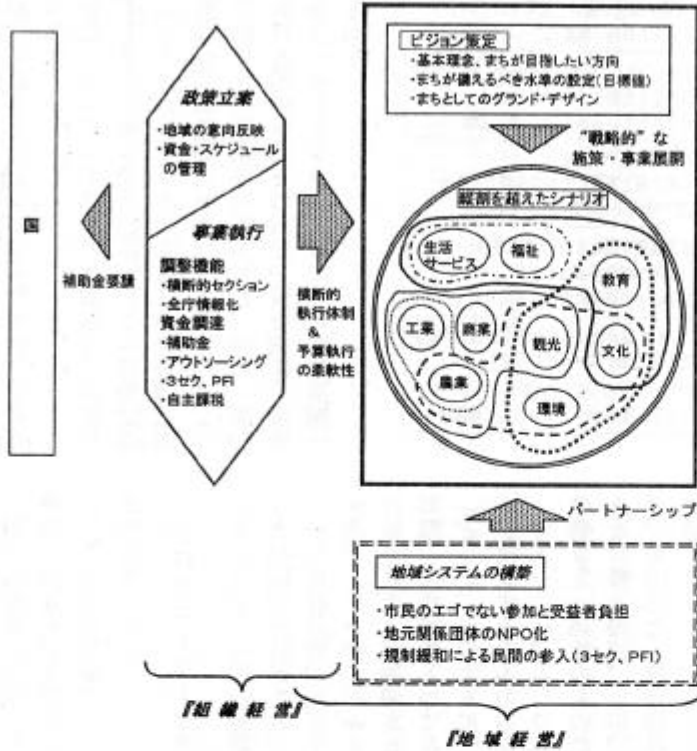 国
補助金要請
政策立案
・地域の意向反映
・資金・スケジュール
の管理
事業執行
調整機能
・横断的セクション
・全庁情報化
資金調達
・補助金
・アウトソーシング
・3セク、PFI
・自主課税
横断的
執行体制
&
予算執行
の柔軟性
ビジョン策定
・基本理念、まちが目指したい方向
・まちが備えるべき水準の設定(目標値)
・まちとしてのグランド・デザイン
“戦略的”な
施策・事業展開
縦割を超えたシナリオ
生活
サービス
福祉
教育
工業
商業
観光
文化
農業
環境
パートナーシップ
地域システムの構築
・市民のエゴでない参加と受益者負担
・地元関係団体のNPO化
・規制緩和による民間の参入(3セク、PFI)
『組織経営』
『地域経営』